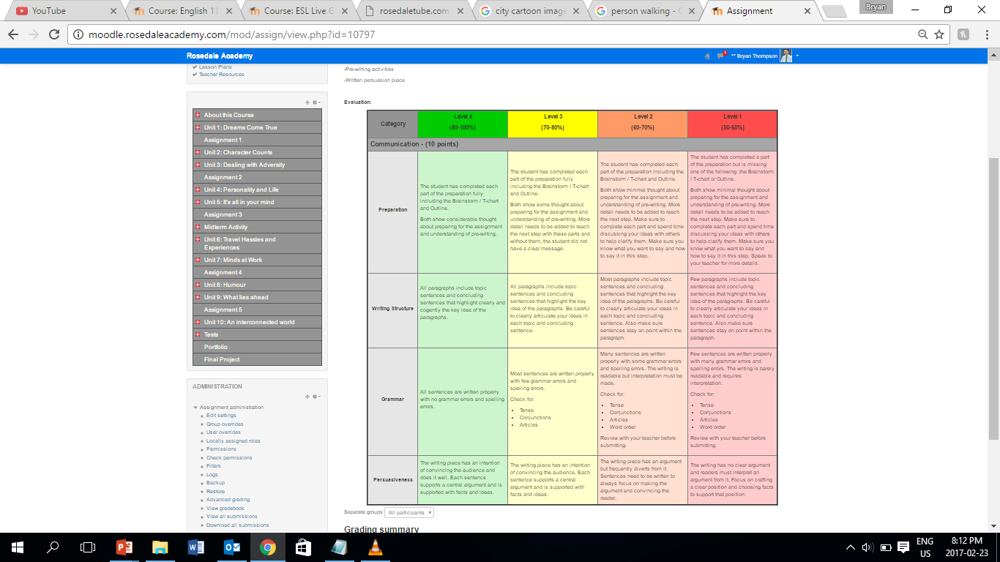 YouTube
Course: English 11
Course: ESL Live G
rosedaletube.com
city cartoon image
person walking - G
Assignment
Bryan
moodle.rosedaleacademy.com/mod/assign/view.php?id=10797
Rosedale Academy
Bryan Thompson
Lesson Plans
Teacher Resources
About this Course
Unit 1: Dreams Come True
Assignment 1
Unit 2: Character Counts
Unit 3: Dealing with Adversity
Assignment 2
Unit 4: Personality and Life
Unit 5: It's all in your mind
Assignment 3
Midterm Activity
Unit 6: Travel Hassles and
Experiences
Unit 7: Minds at Work
Assignment 4
Unit 8: Humour
Unit 9: What lies ahead
Assignment 5
Unit 10: An interconnected world
Tests
Portfolio
Final Project
ADMINISTRATION
Assignment administration
Edit settings
Group overrides
User overrides
Locally assigned roles
Permissions
Check permissions
Filters
Logs
Backup
Restore
Advanced grading
View gradebook
View all submissions
Download all submissions
-Pre-writing activities
-Written persuasion piece
Evaluation:
Category
Level 4
(80-100%)
Level 3
(70-80%)
Level 2
(60-70%)
Level 1
(50-60%)
Communication - (10 points)
Preparation
The student has completed each
part of the preparation fully
including the Brainstorm / T-chart
and Outline.
Both show considerable thought
about preparing for the assignment
and understanding of pre-writing.
The student has completed each
part of the preparation fully
including the Brainstorm / T-chart
and Outline.
Both show some thought about
preparing for the assignment and
understanding of pre-writing. More
detail needs to be added to reach
the next step with these parts and
without them, the student did not
have a clear message.
The student has completed each
part of the preparation including the
Brainstorm / T-chart and Outline.
Both show minimal thought about
preparing for the assignment and
understanding of pre-writing. More
detail needs to be added to reach
the next step. Make sure to
complete each part and spend time
discussing your ideas with others
to help clarify them. Make sure you
know what you want to say and how
to say it in this step.
The student has completed a part
of the preparation but is missing
one of the following: the Brainstorm
/ T-chart or Outline.
Both show minimal thought about
preparing for the assignment and
understanding of pre-writing. More
detail needs to be added to reach
the next step. Make sure to
complete each part and spend time
discussing your ideas with others
to help clarify them. Make sure you
know what you want to say and
how to say it in this step. Speak to
your teacher for more details.
Writing Structure
All paragraphs include topic
sentences and concluding
sentences that highlight clearly and
cogently the key idea of the
paragraphs.
All paragraphs include topic
sentences and concluding
sentences that highlight the key
idea of the paragraphs. Be careful
to clearly articulate your ideas in
each topic and concluding
sentence.
Most paragraphs include topic
sentences and concluding
sentences that highlight the key
idea of the paragraphs. Be careful
to clearly articulate your ideas in
each topic and concluding
sentence. Also make sure
sentences stay on point within the
paragraph.
Few paragraphs include topic
sentences and concluding
sentences that highlight the key
idea of the paragraphs. Be careful
to clearly articulate your ideas in
each topic and concluding
sentence. Also make sure
sentences stay on point within the
paragraph.
Grammar
All sentences are written properly
with no grammar errors and spelling
errors.
Most sentences are written properly
with few grammar errors and
spelling errors.
Check for:
Tense
Conjunctions
Articles
Many sentences are written
properly with some grammar errors
and spelling errors. The writing is
readable but interpretation must be
made.
Check for:
Tense
Conjunctions
Articles
Word order
Review with your teacher before
submitting.
Few sentences are written properly
with many grammar errors and
spelling errors. The writing is barely
readable and requires
interpretation.
Check for:
Tense
Conjunctions
Articles
Word order
Review with your teacher before
submitting.
Persuasiveness
The writing piece has an intention
of convincing the audience and
does it well. Each sentence
supports a central argument and is
supported with facts and ideas.
The writing piece has an intention
of convincing the audience. Each
sentence supports a central
argument and is supported with
facts and ideas.
The writing piece has an argument
but frequently diverts from it.
Sentences need to be written to
always focus on making the
argument and convincing the
reader.
The writing has no clear argument
and readers must interpret an
argument from it. Focus on crafting
a clear position and choosing facts
to support that position.
Separate groups All participants
Grading summary
ENG
US
8:12 PM
2017-02-23